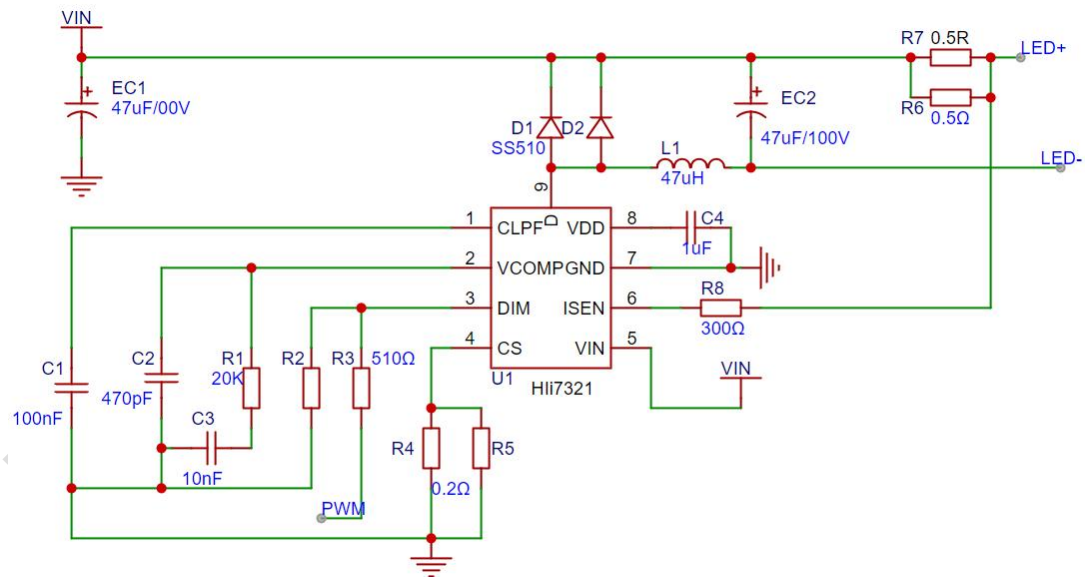 VIN
R7 0.5R
LED+
EC1
47uF/00V
R6
0.5Ω
EC2
47uF/100V
D1
SS510
D2
L1
47uH
LED-
9
D
1
CLPF
VDD
8
C4
1uF
2
VCOMP
GND
7
3
DIM
ISEN
6
R8
300Ω
4
CS
VIN
5
U1
HIi7321
VIN
C1
100nF
C2
470pF
R1
20K
R2
R3
510Ω
C3
10nF
R4
R5
0.2Ω
PWM